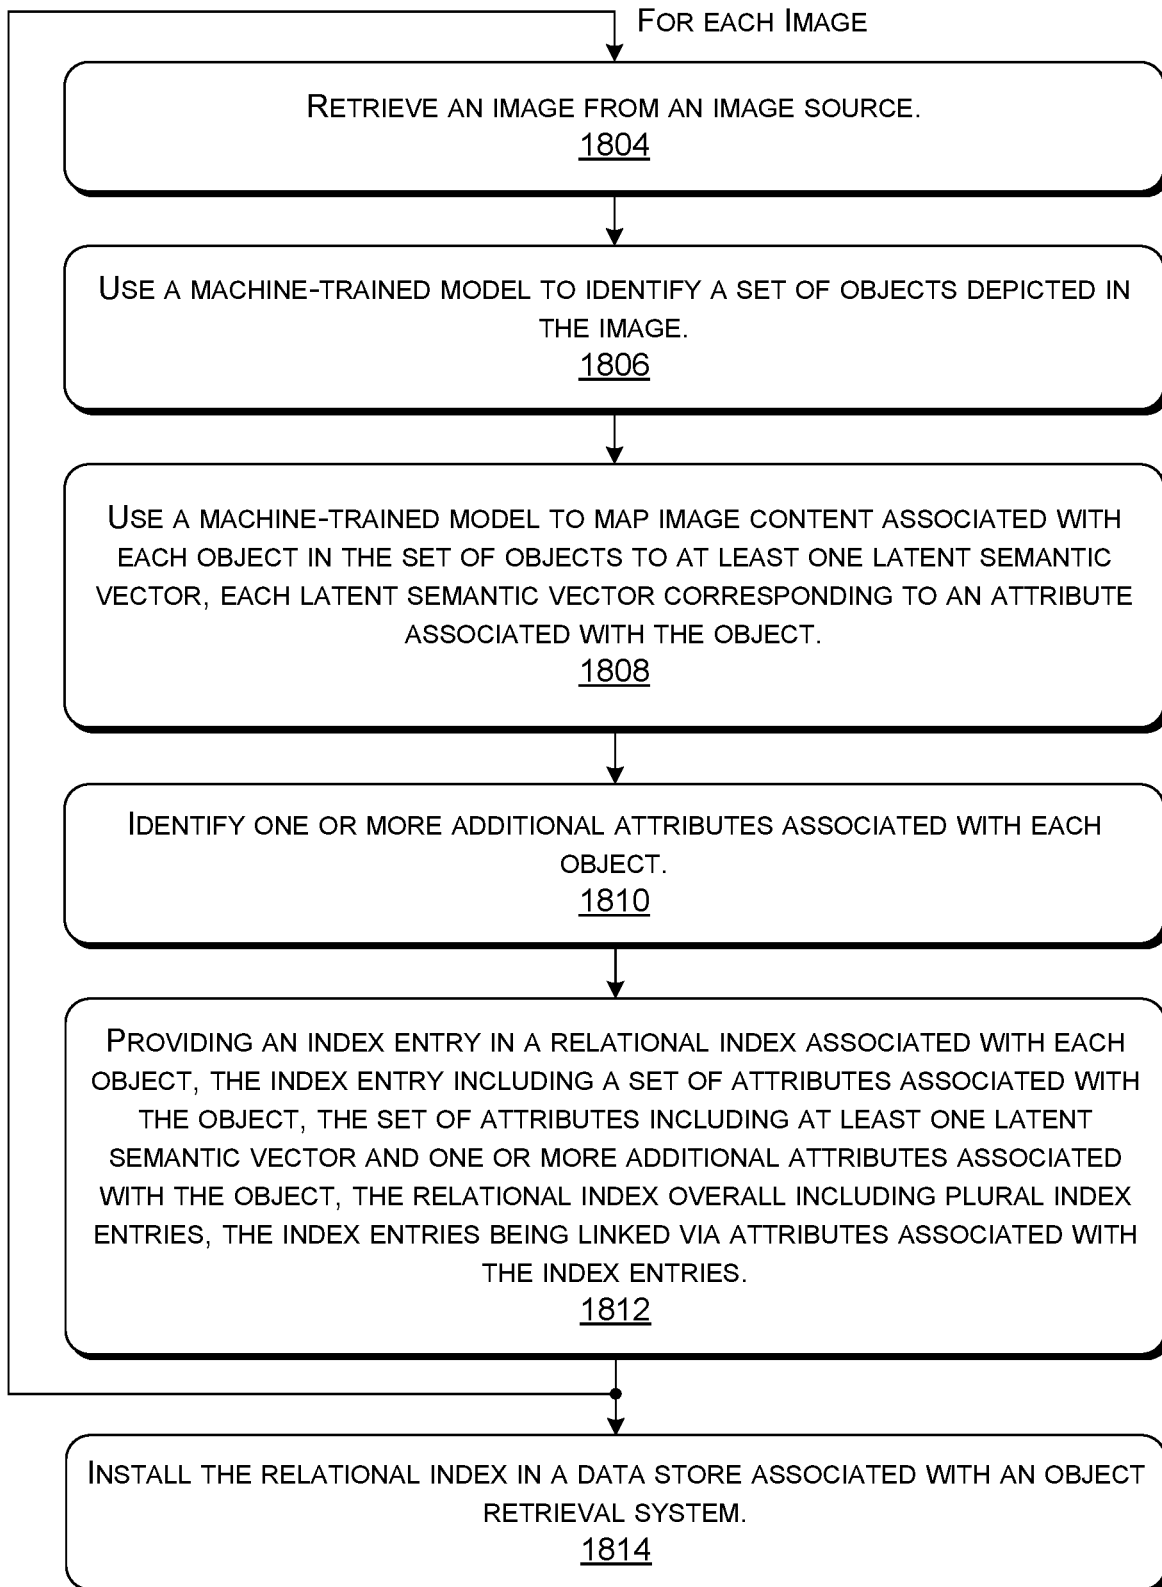 FOR EACH IMAGE
RETRIEVE AN IMAGE FROM AN IMAGE SOURCE.
1804
USE A MACHINE-TRAINED MODEL TO IDENTIFY A SET OF OBJECTS DEPICTED IN
THE IMAGE.
1806
USE A MACHINE-TRAINED MODEL TO MAP IMAGE CONTENT ASSOCIATED WITH
EACH OBJECT IN THE SET OF OBJECTS TO AT LEAST ONE LATENT SEMANTIC
VECTOR, EACH LATENT SEMANTIC VECTOR CORRESPONDING TO AN ATTRIBUTE
ASSOCIATED WITH THE OBJECT.
1808
IDENTIFY ONE OR MORE ADDITIONAL ATTRIBUTES ASSOCIATED WITH EACH
OBJECT.
1810
PROVIDING AN INDEX ENTRY IN A RELATIONAL INDEX ASSOCIATED WITH EACH
OBJECT, THE INDEX ENTRY INCLUDING A SET OF ATTRIBUTES ASSOCIATED WITH
THE OBJECT, THE SET OF ATTRIBUTES INCLUDING AT LEAST ONE LATENT
SEMANTIC VECTOR AND ONE OR MORE ADDITIONAL ATTRIBUTES ASSOCIATED
WITH THE OBJECT, THE RELATIONAL INDEX OVERALL INCLUDING PLURAL INDEX
ENTRIES, THE INDEX ENTRIES BEING LINKED VIA ATTRIBUTES ASSOCIATED WITH
THE INDEX ENTRIES.
1812
INSTALL THE RELATIONAL INDEX IN A DATA STORE ASSOCIATED WITH AN OBJECT
RETRIEVAL SYSTEM.
1814